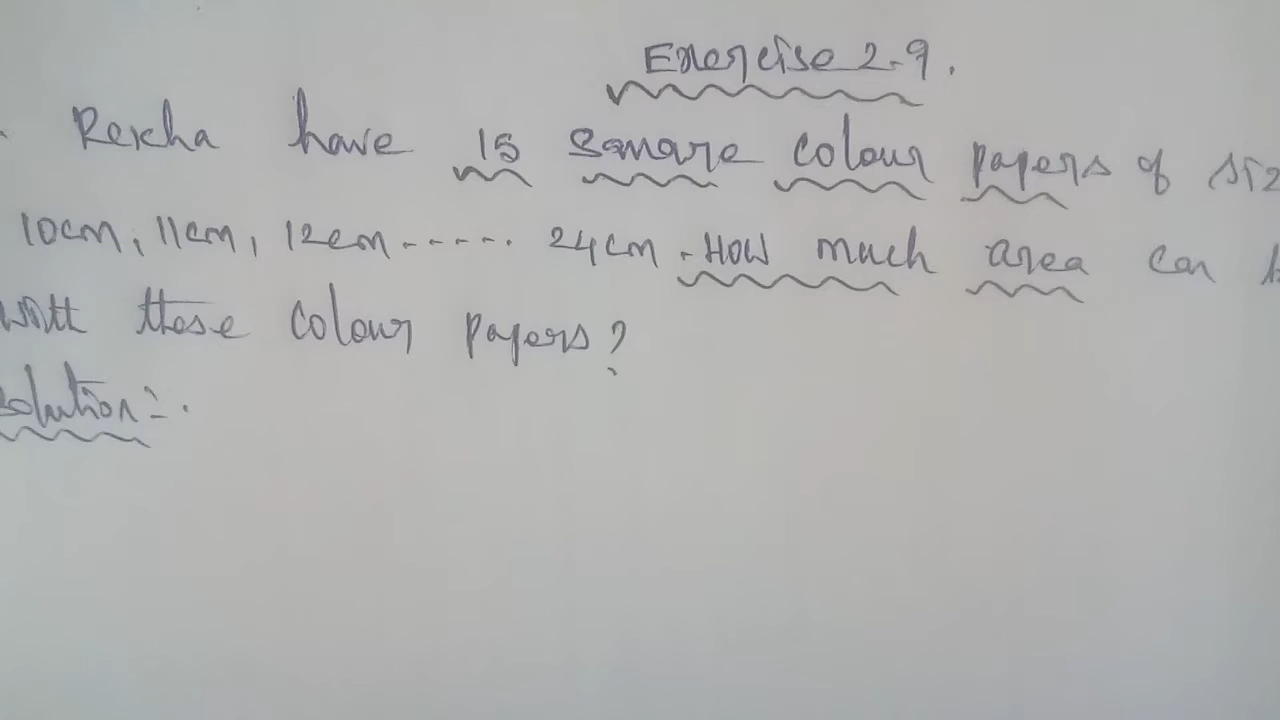 Exercise 2.9.
Rekha have 15 square colour papers of siz
10cm, 11cm, 12cm...... 24cm. How much area can b
with these colour papers?
Solution:-